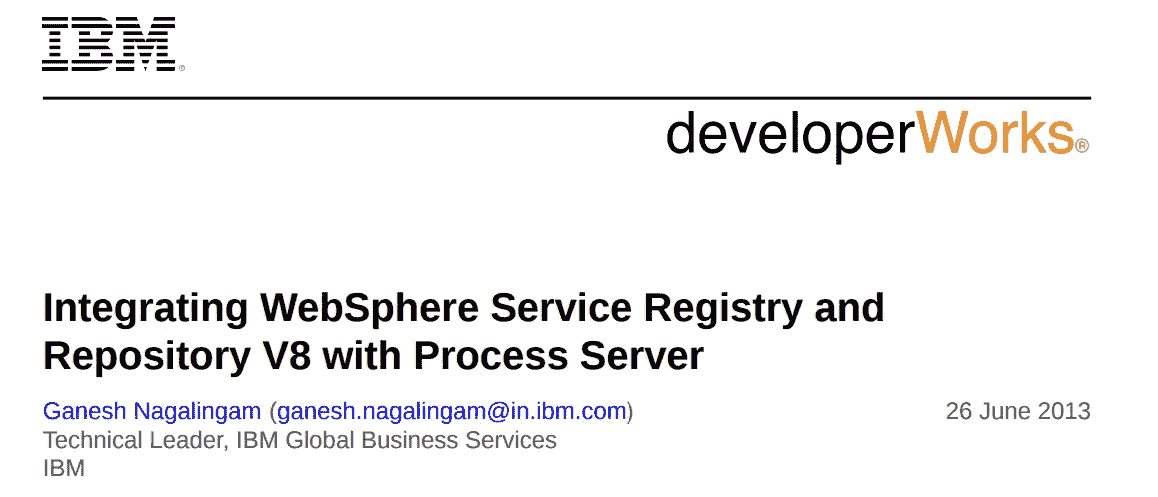 IBM®
developerWorks®
Integrating WebSphere Service Registry and
Repository V8 with Process Server
Ganesh Nagalingam (ganesh.nagalingam@in.ibm.com) 26 June 2013
Technical Leader, IBM Global Business Services
IBM